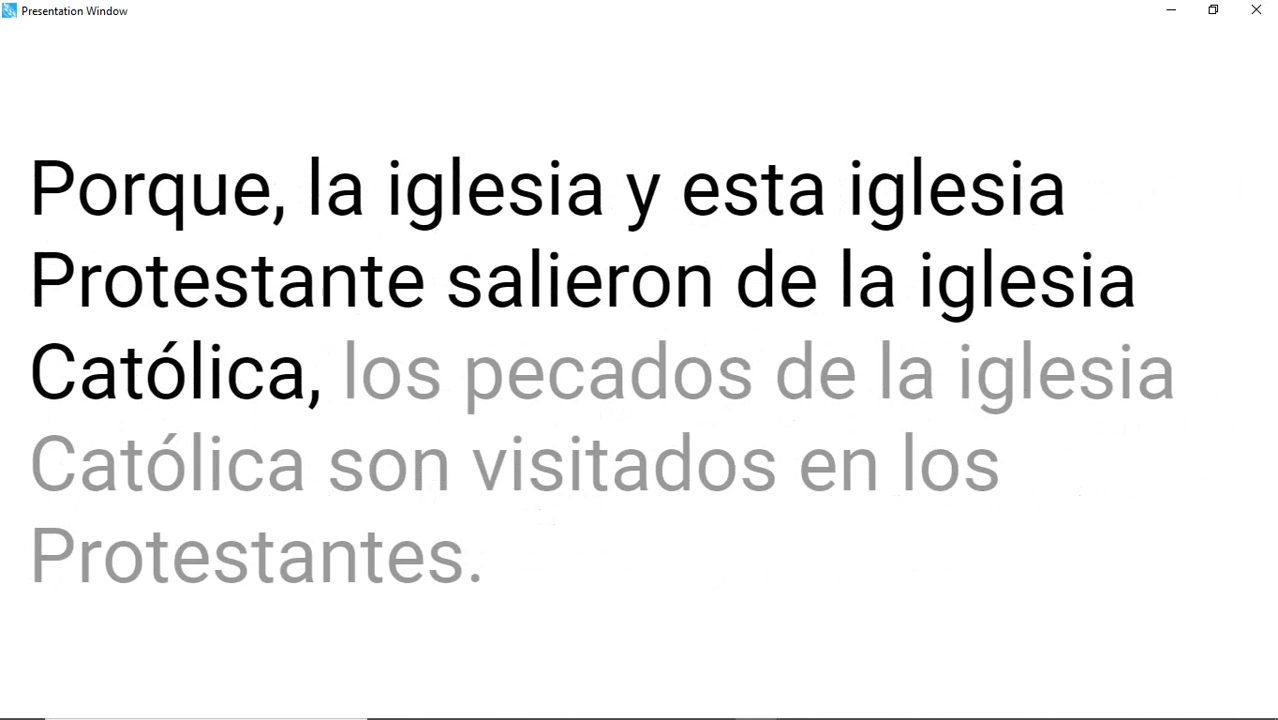 Presentation Window
Porque, la iglesia y esta iglesia
Protestante salieron de la iglesia
Católica, los pecados de la iglesia
Católica son visitados en los
Protestantes.